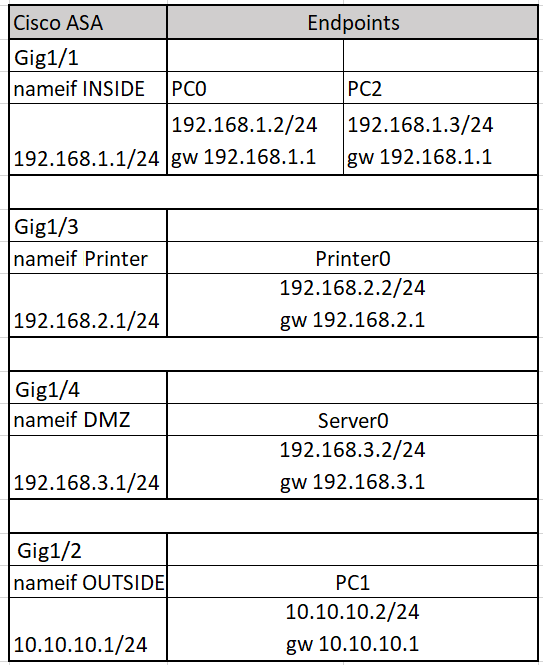 Cisco ASA Endpoints
Gig1/1
nameif INSIDE PC0 PC2
192.168.1.2/24 192.168.1.3/24
192.168.1.1/24 gw 192.168.1.1 gw 192.168.1.1
Gig1/3
nameif Printer Printer0
192.168.2.2/24
192.168.2.1/24 gw 192.168.2.1
Gig1/4
nameif DMZ Server0
192.168.3.2/24
192.168.3.1/24 gw 192.168.3.1
Gig1/2
nameif OUTSIDE PC1
10.10.10.2/24
10.10.10.1/24 gw 10.10.10.1